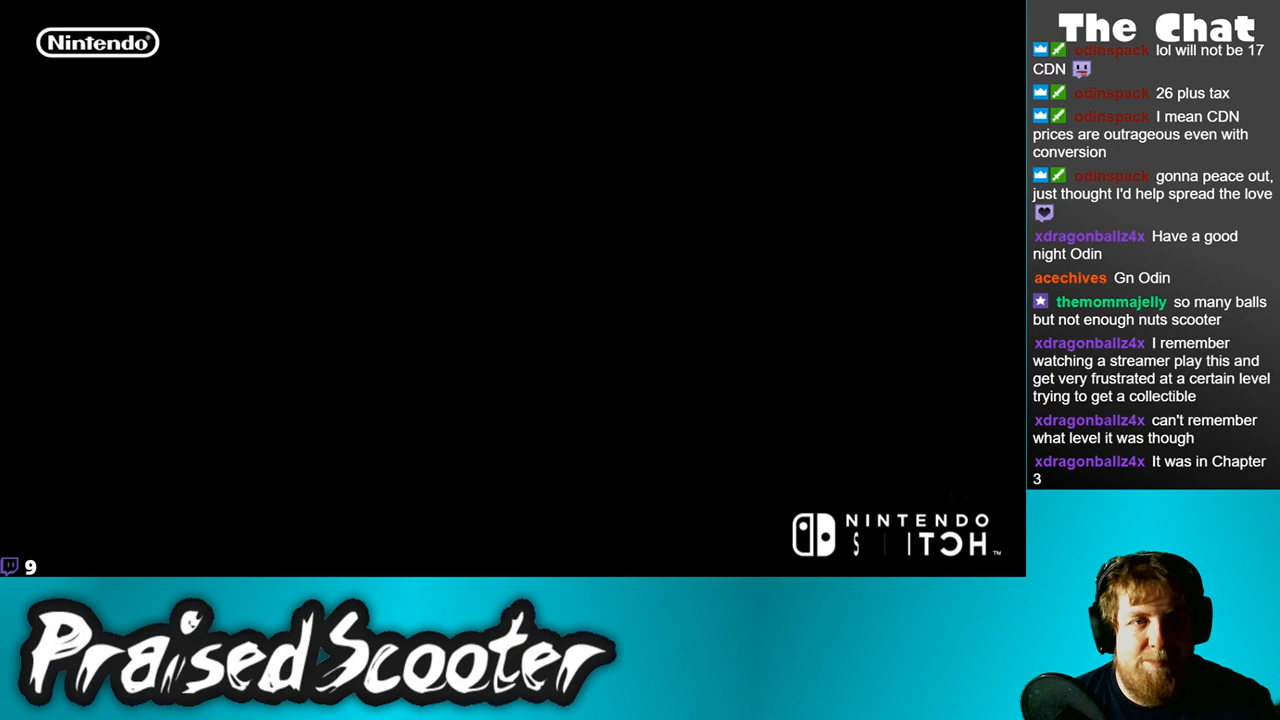 Nintendo
The Chat
odinspack lol will not be 17
CDN
odinspack 26 plus tax
odinspack I mean CDN
prices are outrageous even with
conversion
odinspack gonna peace out,
just thought I'd help spread the love
xdragonballz4x Have a good
night Odin
acechives Gn Odin
themommajelly so many balls
but not enough nuts scooter
xdragonballz4x I remember
watching a streamer play this and
get very frustrated at a certain level
trying to get a collectible
xdragonballz4x can't remember
what level it was though
xdragonballz4x It was in Chapter
3
NINTENDO
9
PraisedScooter